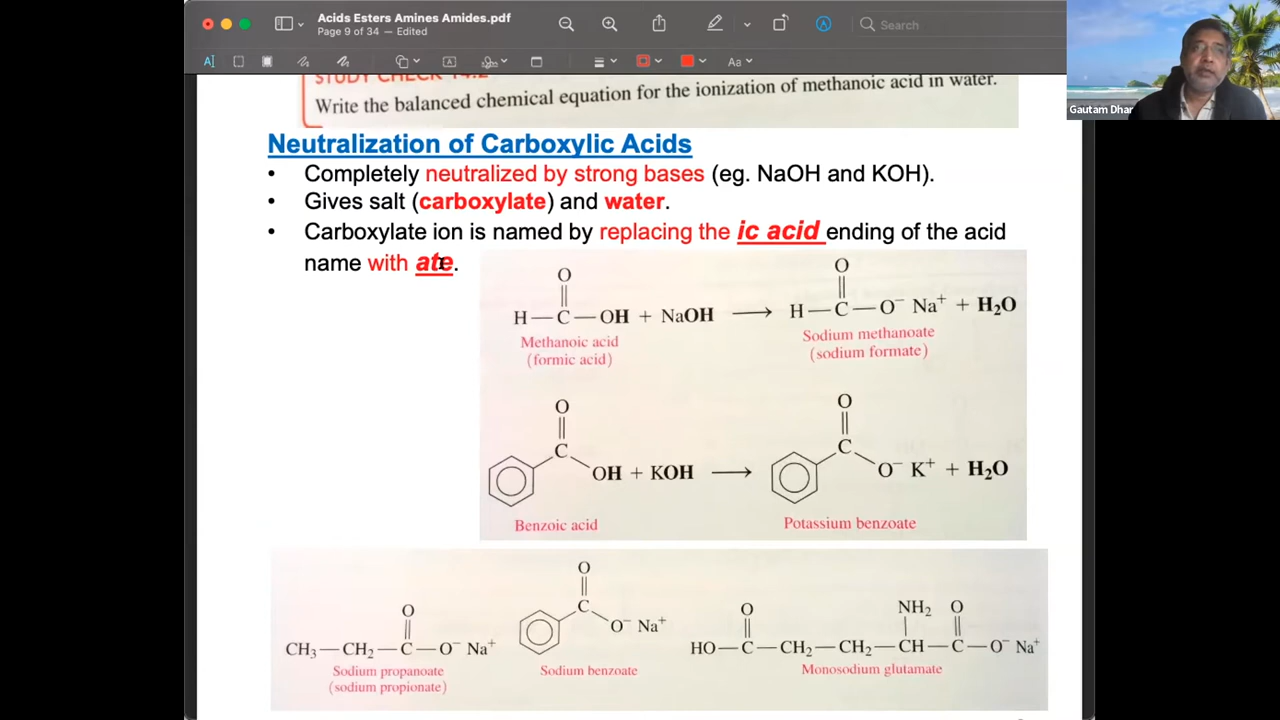 Acids Esters Amines Amides.pdf
Page 9 of 34 — Edited
Search
Aa
STUDY CHECK 14.2
Write the balanced chemical equation for the ionization of methanoic acid in water.
Gautam Dhar
Neutralization of Carboxylic Acids
• Completely neutralized by strong bases (eg. NaOH and KOH).
• Gives salt (carboxylate) and water.
• Carboxylate ion is named by replacing the ic acid ending of the acid
name with ate.
O
O
H—C—OH + NaOH ⟶ H—C—O⁻ Na⁺ + H₂O
Methanoic acid
(formic acid)
Sodium methanoate
(sodium formate)
O
O
C
C
OH + KOH ⟶ O⁻ K⁺ + H₂O
Benzoic acid
Potassium benzoate
O
CH₃—CH₂—C—O⁻ Na⁺
Sodium propanoate
(sodium propionate)
O
C
O⁻ Na⁺
Sodium benzoate
O NH₂ O
HO—C—CH₂—CH₂—CH—C—O⁻ Na⁺
Monosodium glutamate